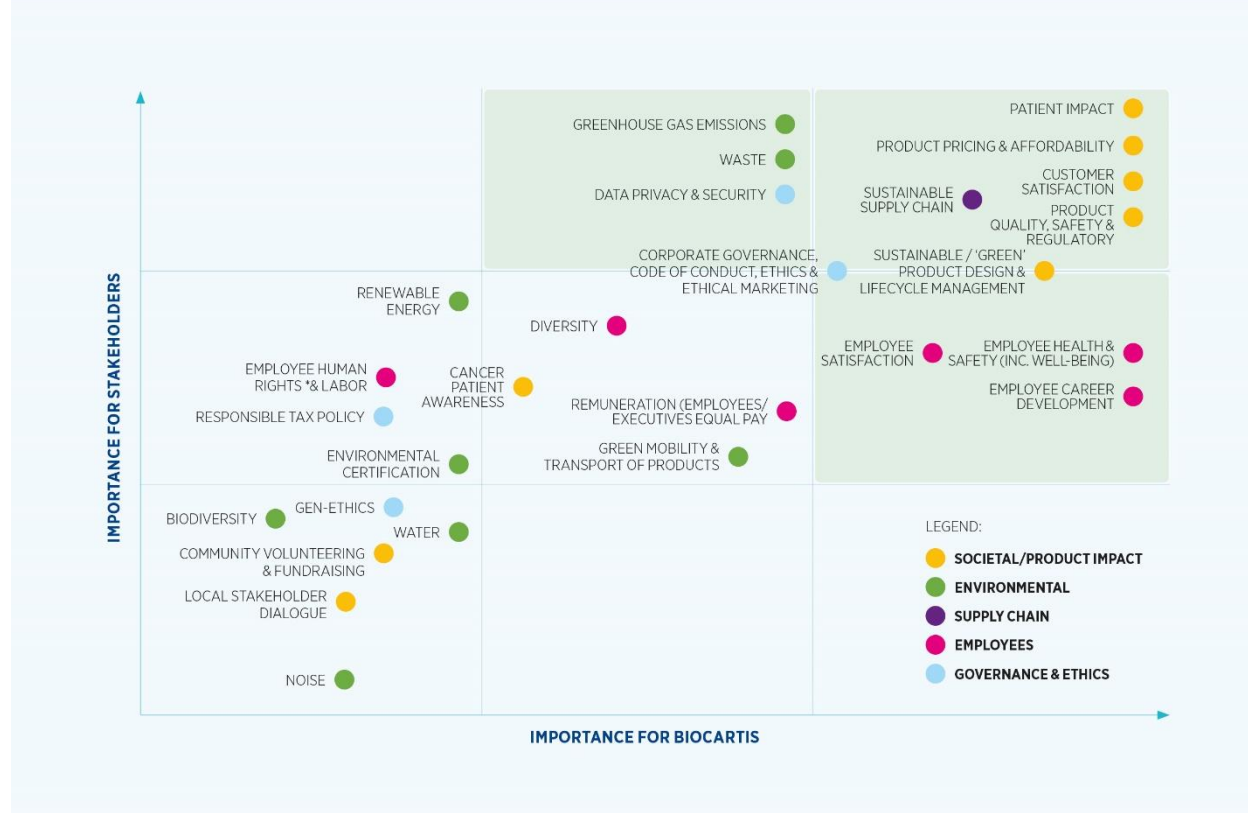 GREENHOUSE GAS EMISSIONS
WASTE
DATA PRIVACY & SECURITY
PATIENT IMPACT
PRODUCT PRICING & AFFORDABILITY
CUSTOMER
SATISFACTION
SUSTAINABLE
SUPPLY CHAIN
PRODUCT
QUALITY, SAFETY &
REGULATORY
CORPORATE GOVERNANCE,
CODE OF CONDUCT, ETHICS &
ETHICAL MARKETING
SUSTAINABLE / ‘GREEN’
PRODUCT DESIGN &
LIFECYCLE MANAGEMENT
RENEWABLE
ENERGY
DIVERSITY
EMPLOYEE
SATISFACTION
EMPLOYEE HEALTH &
SAFETY (INC. WELL-BEING)
EMPLOYEE HUMAN
RIGHTS *& LABOR
CANCER
PATIENT
AWARENESS
EMPLOYEE CAREER
DEVELOPMENT
RESPONSIBLE TAX POLICY
REMUNERATION (EMPLOYEES/
EXECUTIVES EQUAL PAY
ENVIRONMENTAL
CERTIFICATION
GREEN MOBILITY &
TRANSPORT OF PRODUCTS
GEN-ETHICS
BIODIVERSITY
WATER
COMMUNITY VOLUNTEERING
& FUNDRAISING
LOCAL STAKEHOLDER
DIALOGUE
NOISE
LEGEND:
SOCIETAL/PRODUCT IMPACT
ENVIRONMENTAL
SUPPLY CHAIN
EMPLOYEES
GOVERNANCE & ETHICS
IMPORTANCE FOR STAKEHOLDERS
IMPORTANCE FOR BIOCARTIS